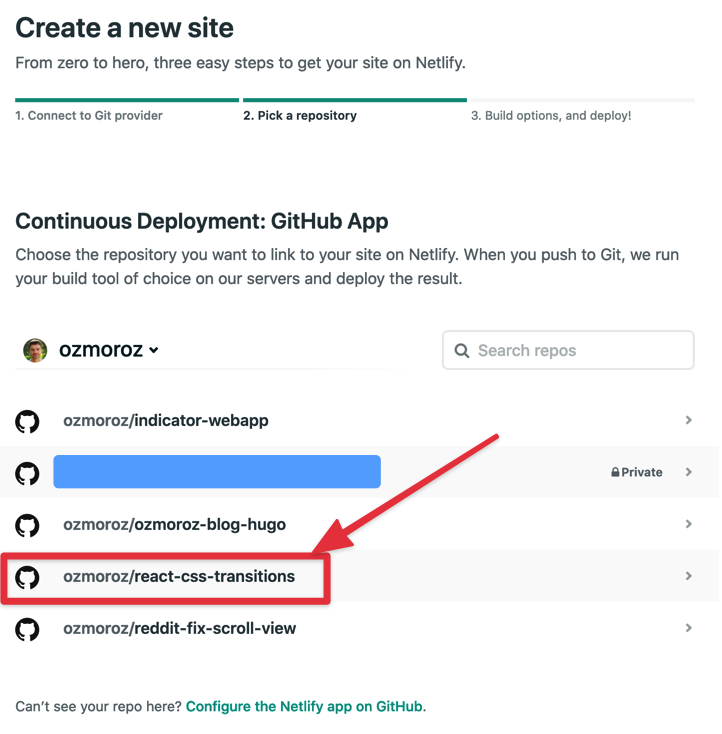 Create a new site
From zero to hero, three easy steps to get your site on Netlify.
1. Connect to Git provider
2. Pick a repository
3. Build options, and deploy!
Continuous Deployment: GitHub App
Choose the repository you want to link to your site on Netlify. When you push to Git, we run
your build tool of choice on our servers and deploy the result.
ozmoroz
Search repos
ozmoroz/indicator-webapp
Private
ozmoroz/ozmoroz-blog-hugo
ozmoroz/react-css-transitions
ozmoroz/reddit-fix-scroll-view
Can’t see your repo here? Configure the Netlify app on GitHub.